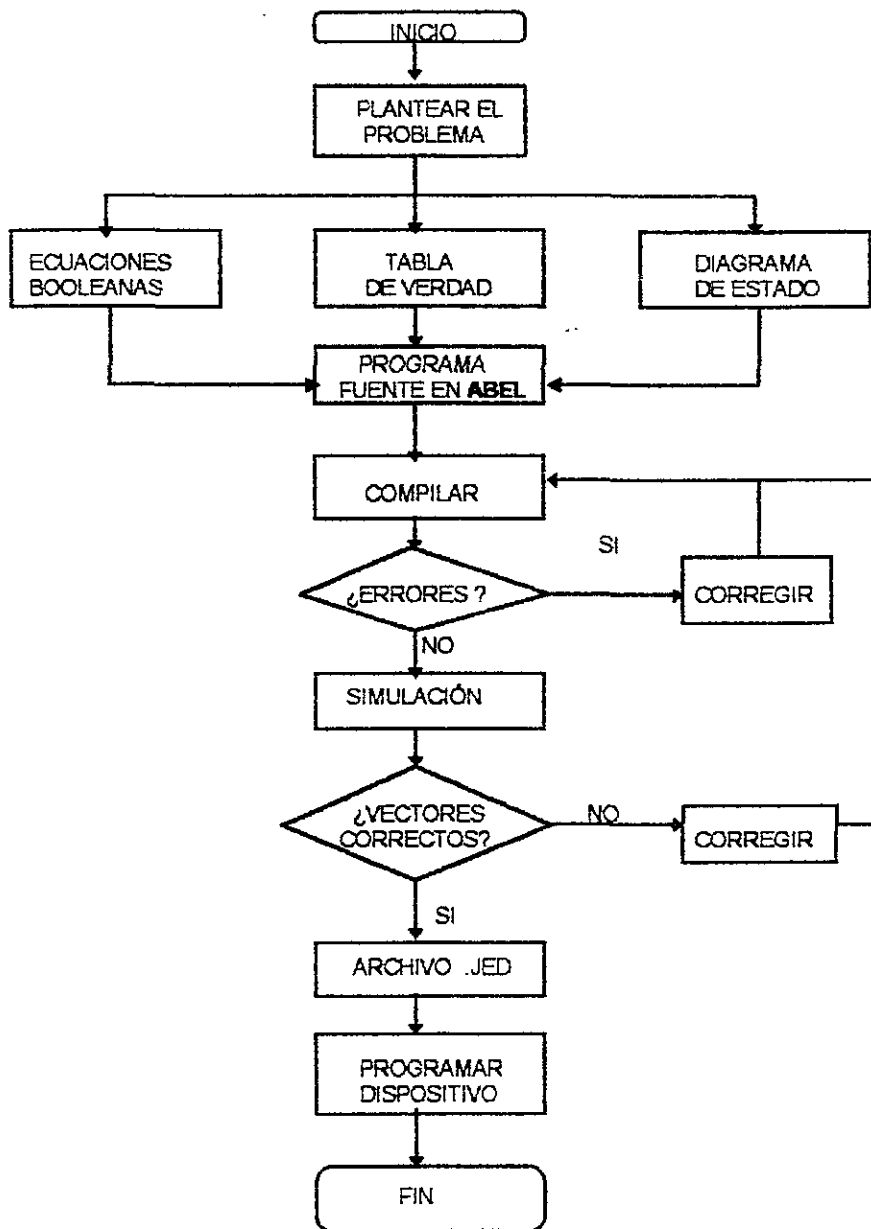 INICIO
PLANTEAR EL
PROBLEMA
ECUACIONES
BOOLEANAS
TABLA
DE VERDAD
DIAGRAMA
DE ESTADO
PROGRAMA
FUENTE EN ABEL
COMPILAR
SI
¿ERRORES ?
CORREGIR
NO
SIMULACIÓN
¿VECTORES
CORRECTOS?
NO
CORREGIR
SI
ARCHIVO .JED
PROGRAMAR
DISPOSITIVO
FIN